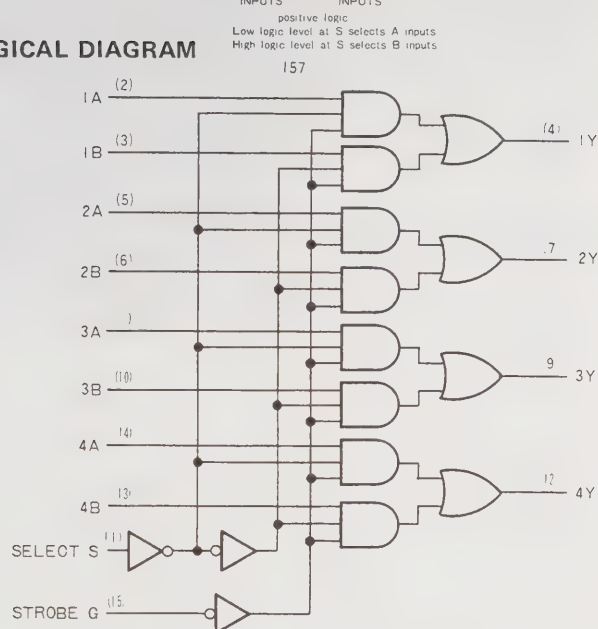 INPUTS INPUTS
positive logic
Low logic level at S selects A inputs
High logic level at S selects B inputs
GICAL DIAGRAM
157
1A (2)
(4) 1Y
1B (3)
2A (5)
7 2Y
2B (6)
3A )
9 3Y
3B (10)
4A 14)
12 4Y
4B 13)
SELECT S (1)
STROBE G (15